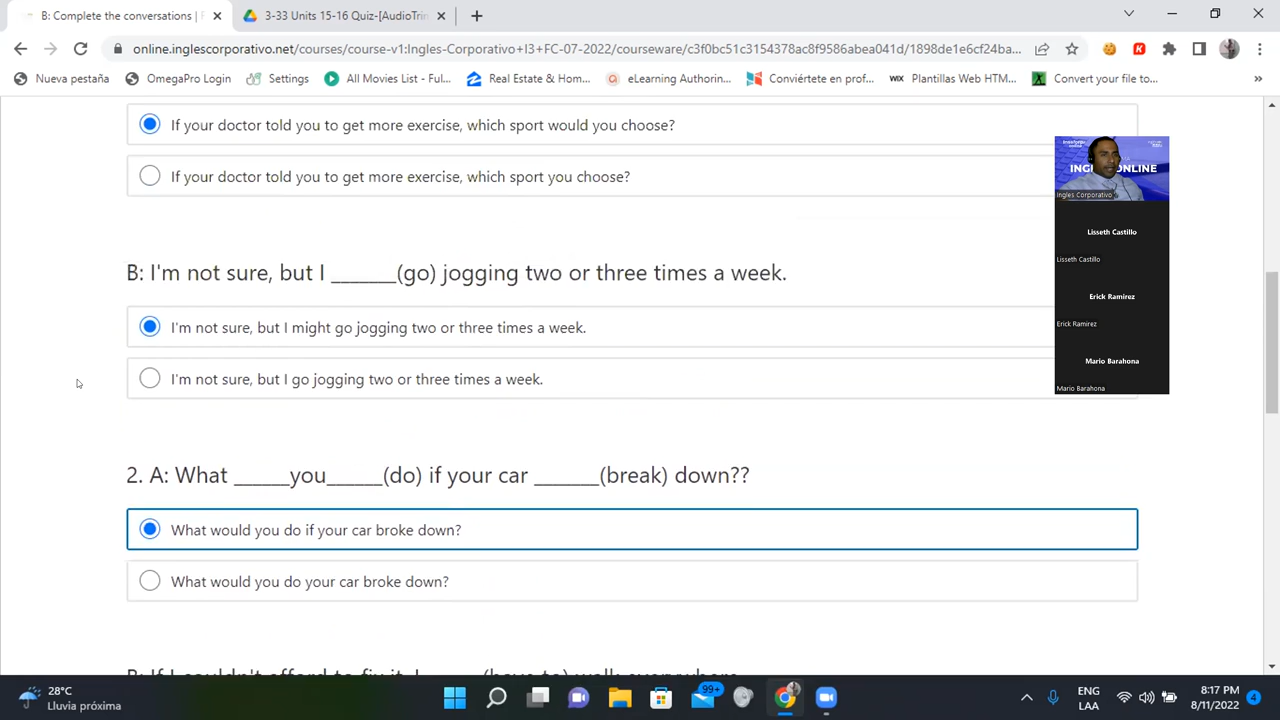 B: Complete the conversations |
3-33 Units 15-16 Quiz-[AudioTrin
online.inglescorporativo.net/courses/course-v1:Ingles-Corporativo+I3+FC-07-2022/courseware/c3f0bc51c3154378ac8f9586abea041d/1898de1e6cf24ba...
Nueva pestaña
OmegaPro Login
Settings
All Movies List - Ful...
Real Estate & Hom...
eLearning Authorin...
Conviértete en prof...
WIX
Plantillas Web HTM...
Convert your file to...
If your doctor told you to get more exercise, which sport would you choose?
If your doctor told you to get more exercise, which sport you choose?
Ingles Corporativo
Lisseth Castillo
Lisseth Castillo
Erick Ramirez
Erick Ramirez
Mario Barahona
Mario Barahona
B: I'm not sure, but I _______(go) jogging two or three times a week.
I'm not sure, but I might go jogging two or three times a week.
I'm not sure, but I go jogging two or three times a week.
2. A: What ______you______(do) if your car _______(break) down??
What would you do if your car broke down?
What would you do your car broke down?
28°C
Lluvia próxima
99+
ENG
LAA
8:17 PM
8/11/2022
4